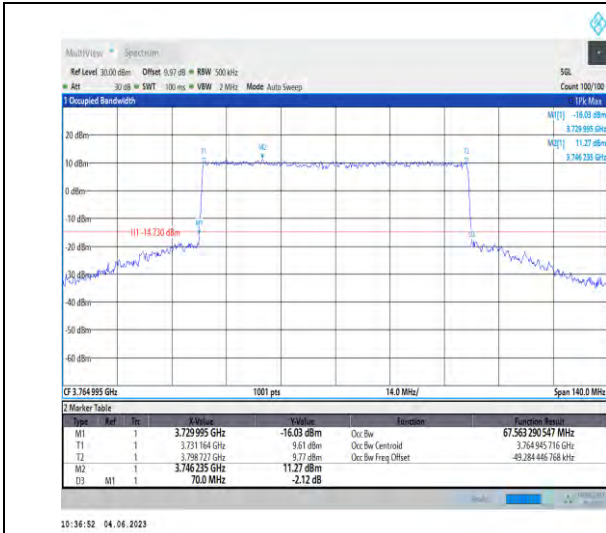 MultiView Spectrum
Ref Level 30.00 dBm Offset 9.97 dB RBW 500 kHz SGL
Att 30 dB SWT 100 ms VBW 2 MHz Mode Auto Sweep Count 100/100
1 Occupied Bandwidth 1Pk Max
M1[1] -16.03 dBm
3.729 995 GHz
M2[1] 11.27 dBm
3.746 235 GHz
20 dBm
T1 M2 T2
10 dBm
0 dBm
-10 dBm
M1
H1 -14.730 dBm
D3
-20 dBm
-30 dBm
-40 dBm
-50 dBm
-60 dBm
CF 3.764 995 GHz 1001 pts 14.0 MHz/ Span 140.0 MHz
2 Marker Table
Type Ref Trc X-Value Y-Value Function Function Result
M1 1 3.729 995 GHz -16.03 dBm Occ Bw 67.563 290 547 MHz
T1 1 3.731 164 GHz 9.61 dBm Occ Bw Centroid 3.764 945 716 GHz
T2 1 3.798 727 GHz 9.77 dBm Occ Bw Freq Offset -49.284 446 768 kHz
M2 1 3.746 235 GHz 11.27 dBm
D3 M1 1 70.0 MHz -2.12 dB
10:36:52 04.06.2023